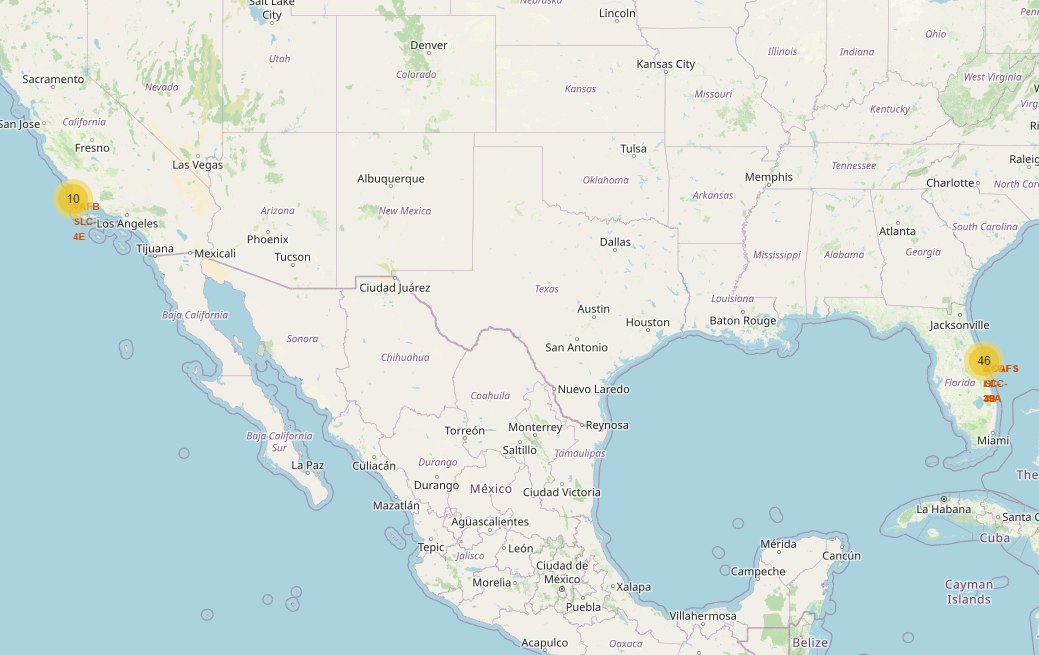 Nebraska
Salt Lake
City
Lincoln
Ohio
Denver
Utah
Illinois
Indiana
Kansas City
Colorado
Sacramento
Nevada
Kansas
West Virginia
Missouri
Kentucky
San Jose
California
Fresno
Tulsa
Las Vegas
Tennessee
Albuquerque
Memphis
Oklahoma
Charlotte
Arkansas
10
Arizona
New Mexico
SLC-
Los Angeles
4E
Phoenix
Dallas
Atlanta
South Carolina
Tijuana
Mexicali
Tucson
Mississippi
Alabama
Georgia
Ciudad Juárez
Texas
Louisiana
Austin
Baja California
Houston
Baton Rouge
Jacksonville
Sonora
San Antonio
Chihuahua
46
Florida
Nuevo Laredo
Coahuila
Monterrey
Reynosa
Torreón
Baja California
Sur
Saltillo
Tamaulipas
Miami
La Paz
Culiacán
Durango
The
Durango
México
Ciudad Victoria
Mazatlán
La Habana
Aguascalientes
Cuba
Tepic
León
Mérida
Jalisco
Cancún
Ciudad de
México
Campeche
Morelia
Xalapa
Cayman
Islands
Puebla
Villahermosa
Acapulco
Oaxaca
Belize